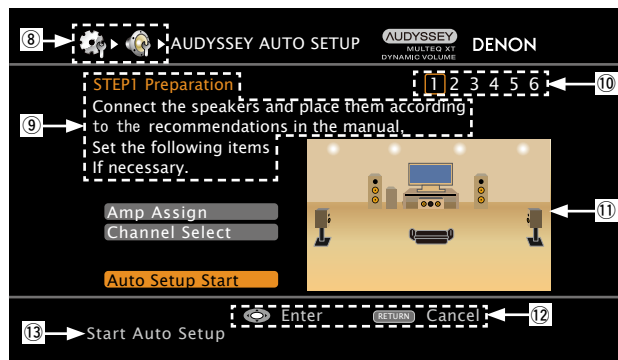 ⑧ AUDYSSEY AUTO SETUP AUDYSSEY DENON
MULTEQ XT
DYNAMIC VOLUME
STEP1 Preparation 1 2 3 4 5 6 ⑩
Connect the speakers and place them according
⑨ to the recommendations in the manual,
Set the following items
If necessary.
⑪
Amp Assign
Channel Select
Auto Setup Start
Enter RETURN Cancel ⑫
⑬ Start Auto Setup